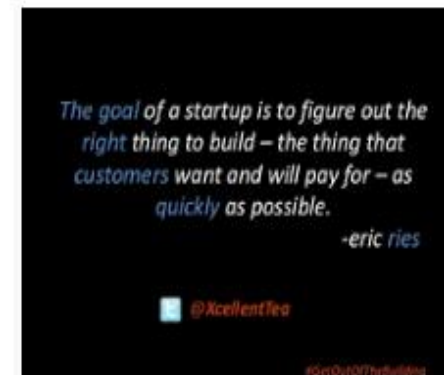 The goal of a startup is to figure out the
right thing to build – the thing that
customers want and will pay for – as
quickly as possible.
-eric ries
@XcellentTea
#GetOutOfTheBuilding